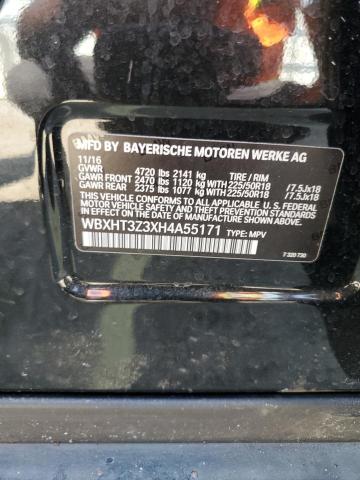 MFD BY BAYERISCHE MOTOREN WERKE AG
11/16
GVWR 4720 lbs 2141 kg TIRE / RIM
GAWR FRONT 2470 lbs 1120 kg WITH 225/50R18 /7.5Jx18
GAWR REAR 2375 lbs 1077 kg WITH 225/50R18 /7.5Jx18
THIS VEHICLE CONFORMS TO ALL APPLICABLE U.S. FEDERAL
MOTOR VEHICLE SAFETY STANDARDS IN EFFECT ON THE
DATE OF MANUFACTURE SHOWN ABOVE.
WBXHT3Z3XH4A55171 TYPE: MPV
7 320 730